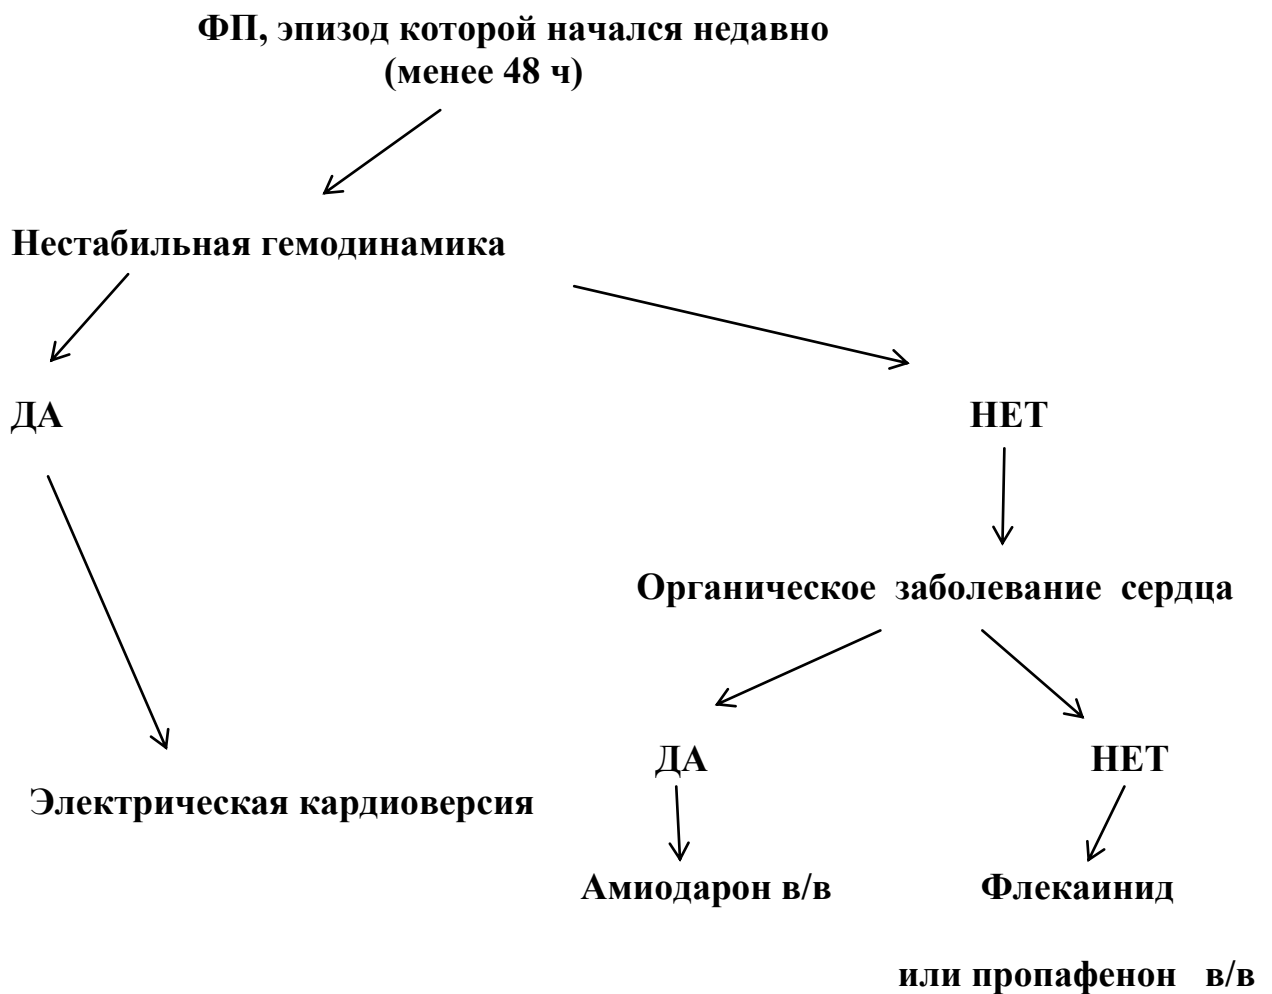 ФП, эпизод которой начался недавно
(менее 48 ч)
Нестабильная гемодинамика
ДА
НЕТ
Органическое заболевание сердца
ДА
НЕТ
Электрическая кардиоверсия
Амиодарон в/в
Флекаинид
или пропафенон в/в